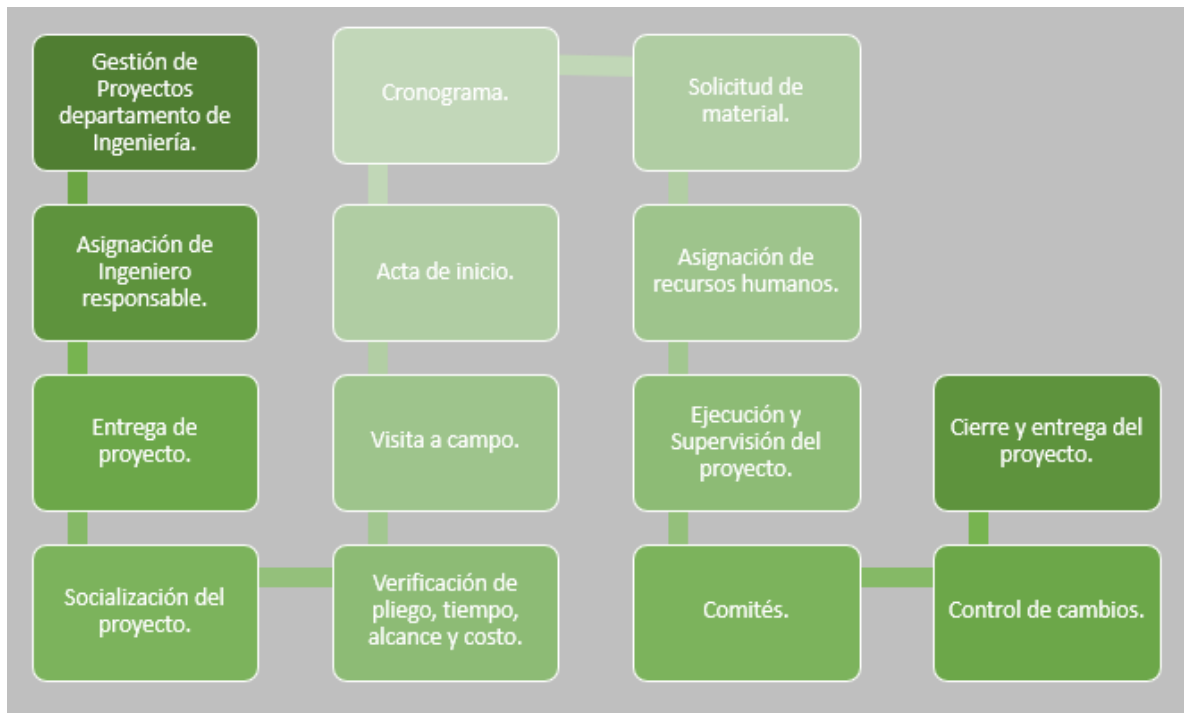 Gestión de
Proyectos
departamento de
Ingeniería.
Asignación de
Ingeniero
responsable.
Entrega de
proyecto.
Socialización del
proyecto.
Verificación de
pliego, tiempo,
alcance y costo.
Visita a campo.
Acta de inicio.
Cronograma.
Solicitud de
material.
Asignación de
recursos humanos.
Ejecución y
Supervisión del
proyecto.
Comités.
Control de cambios.
Cierre y entrega del
proyecto.